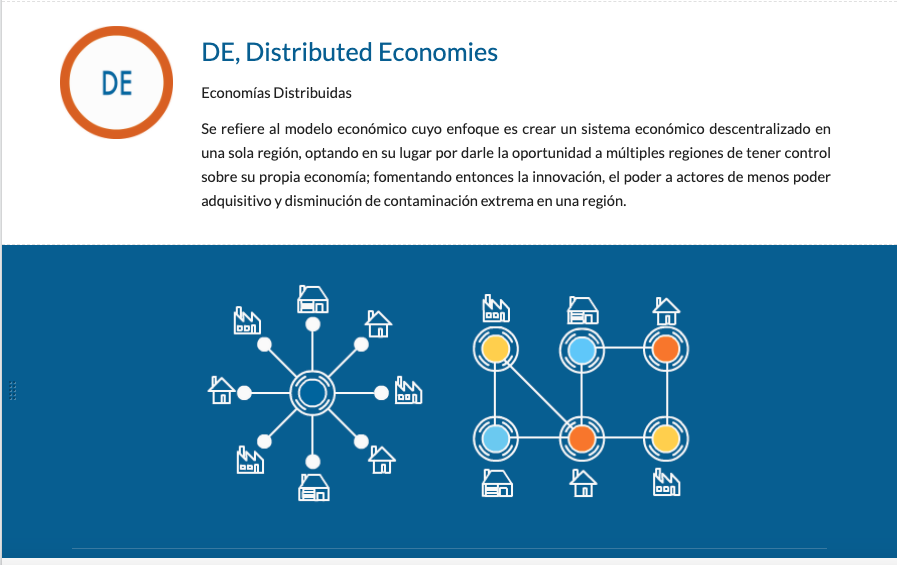 DE
DE, Distributed Economies
Economías Distribuidas
Se refiere al modelo económico cuyo enfoque es crear un sistema económico descentralizado en
una sola región, optando en su lugar por darle la oportunidad a múltiples regiones de tener control
sobre su propia economía; fomentando entonces la innovación, el poder a actores de menos poder
adquisitivo y disminución de contaminación extrema en una región.